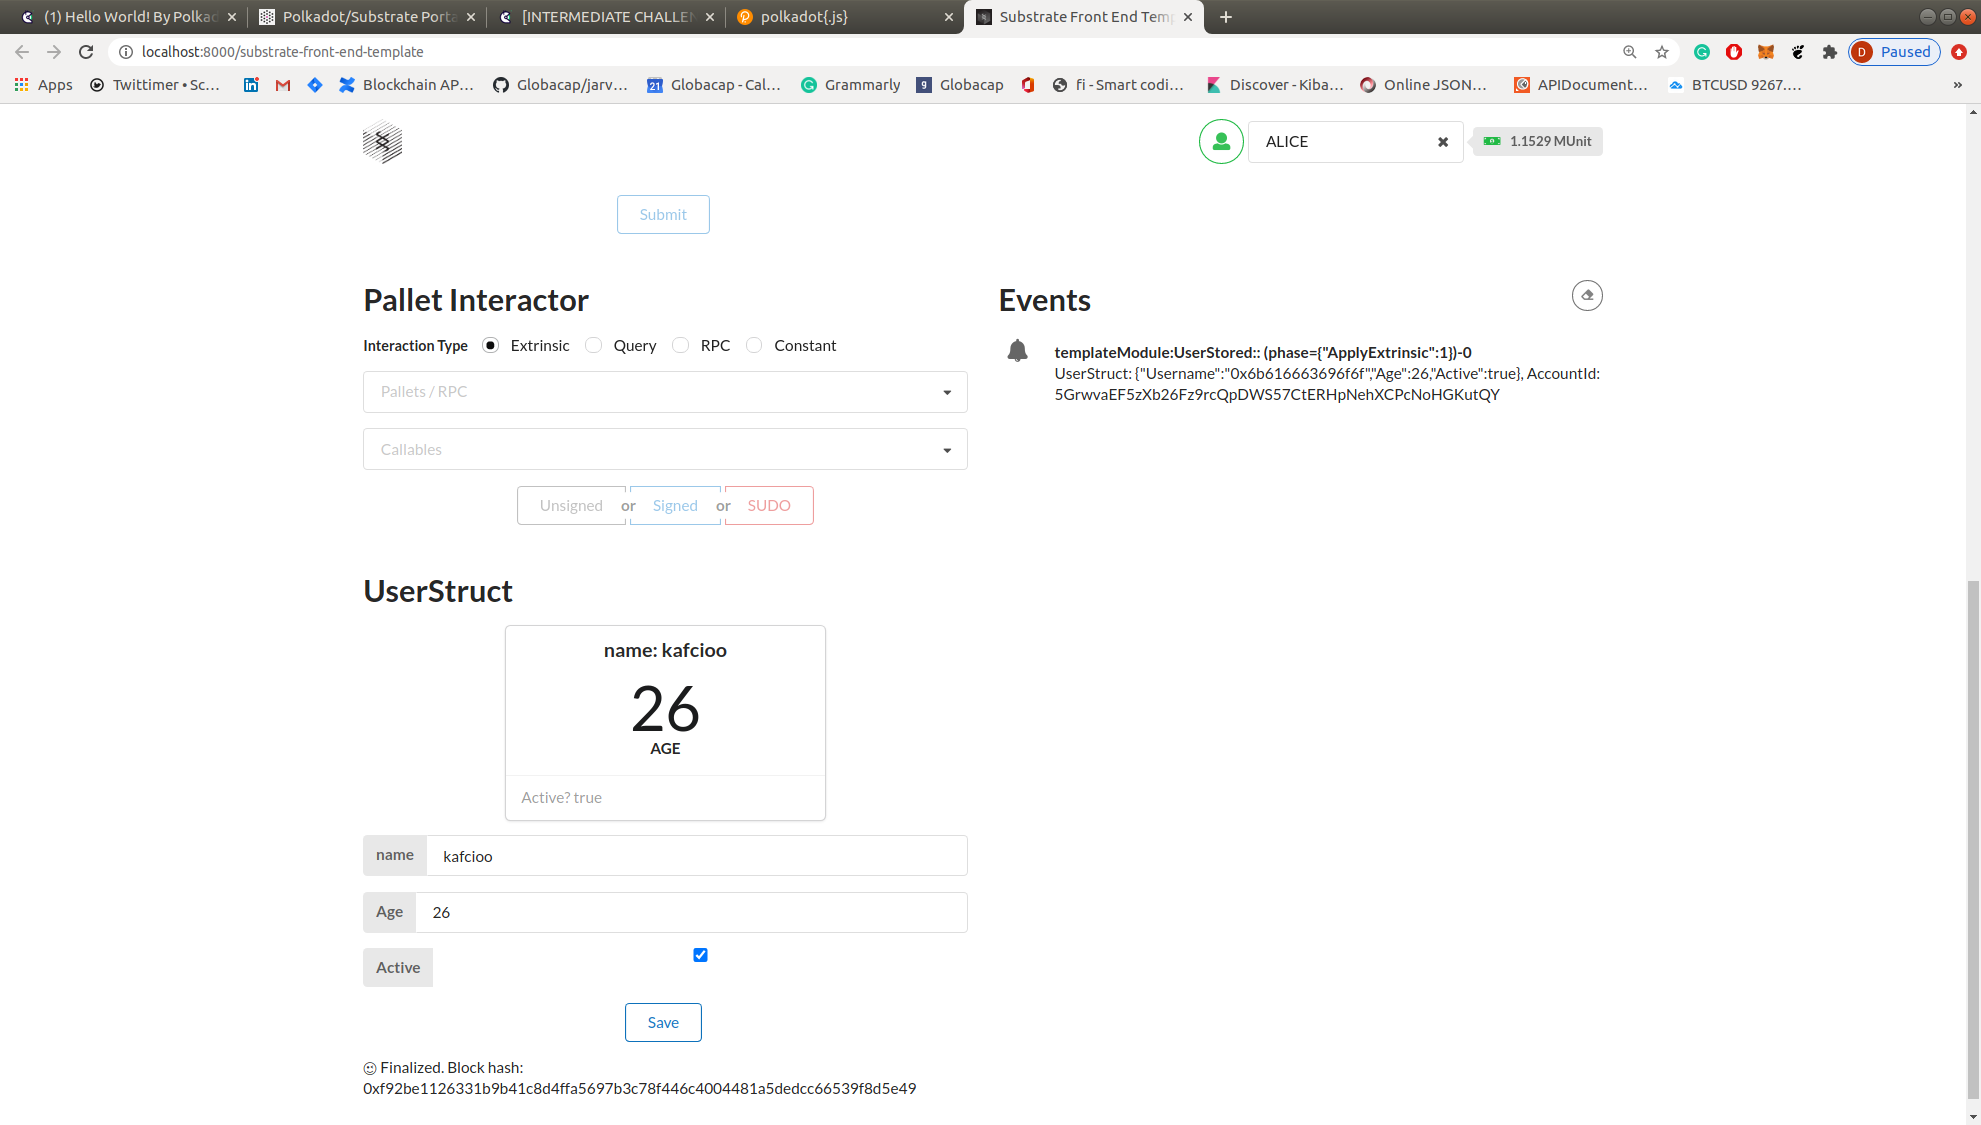 (1) Hello World! By Polkad
Polkadot/Substrate Porta
[INTERMEDIATE CHALLEN
polkadot{.js}
Substrate Front End Temp
localhost:8000/substrate-front-end-template
D Paused
Apps
Twittimer • Sc...
Blockchain AP...
Globacap/jarv...
21 Globacap - Cal...
Grammarly
g Globacap
fi - Smart codi...
Discover - Kiba...
Online JSON...
APIDocument...
BTCUSD 9267....
»
ALICE
1.1529 MUnit
Submit
Pallet Interactor
Interaction Type Extrinsic Query RPC Constant
Pallets / RPC
Callables
Unsigned or Signed or SUDO
Events
templateModule:UserStored:: (phase={"ApplyExtrinsic":1})-0
UserStruct: {"Username":"0x6b616663696f6f","Age":26,"Active":true}, AccountId:
5GrwvaEF5zXb26Fz9rcQpDWS57CtERHpNehXCPcNoHGKutQY
UserStruct
name: kafcioo
26
AGE
Active? true
name kafcioo
Age 26
Active
Save
Finalized. Block hash:
0xf92be1126331b9b41c8d4ffa5697b3c78f446c4004481a5dedcc66539f8d5e49